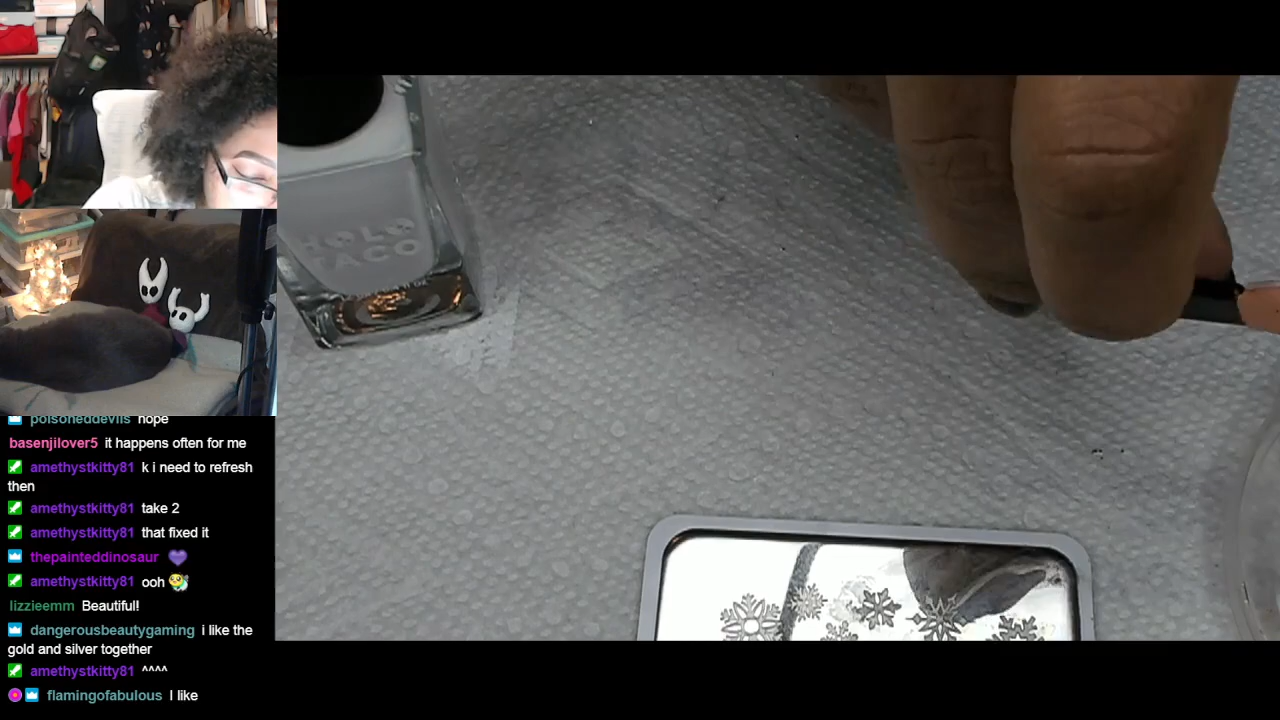 HOLO
TACO
poisoneddevils nope
basenjilover5 it happens often for me
amethystkitty81 k i need to refresh
then
amethystkitty81 take 2
amethystkitty81 that fixed it
thepainteddinosaur
amethystkitty81 ooh
lizzieemm Beautiful!
dangerousbeautygaming i like the
gold and silver together
amethystkitty81 ^^^^
flamingofabulous I like